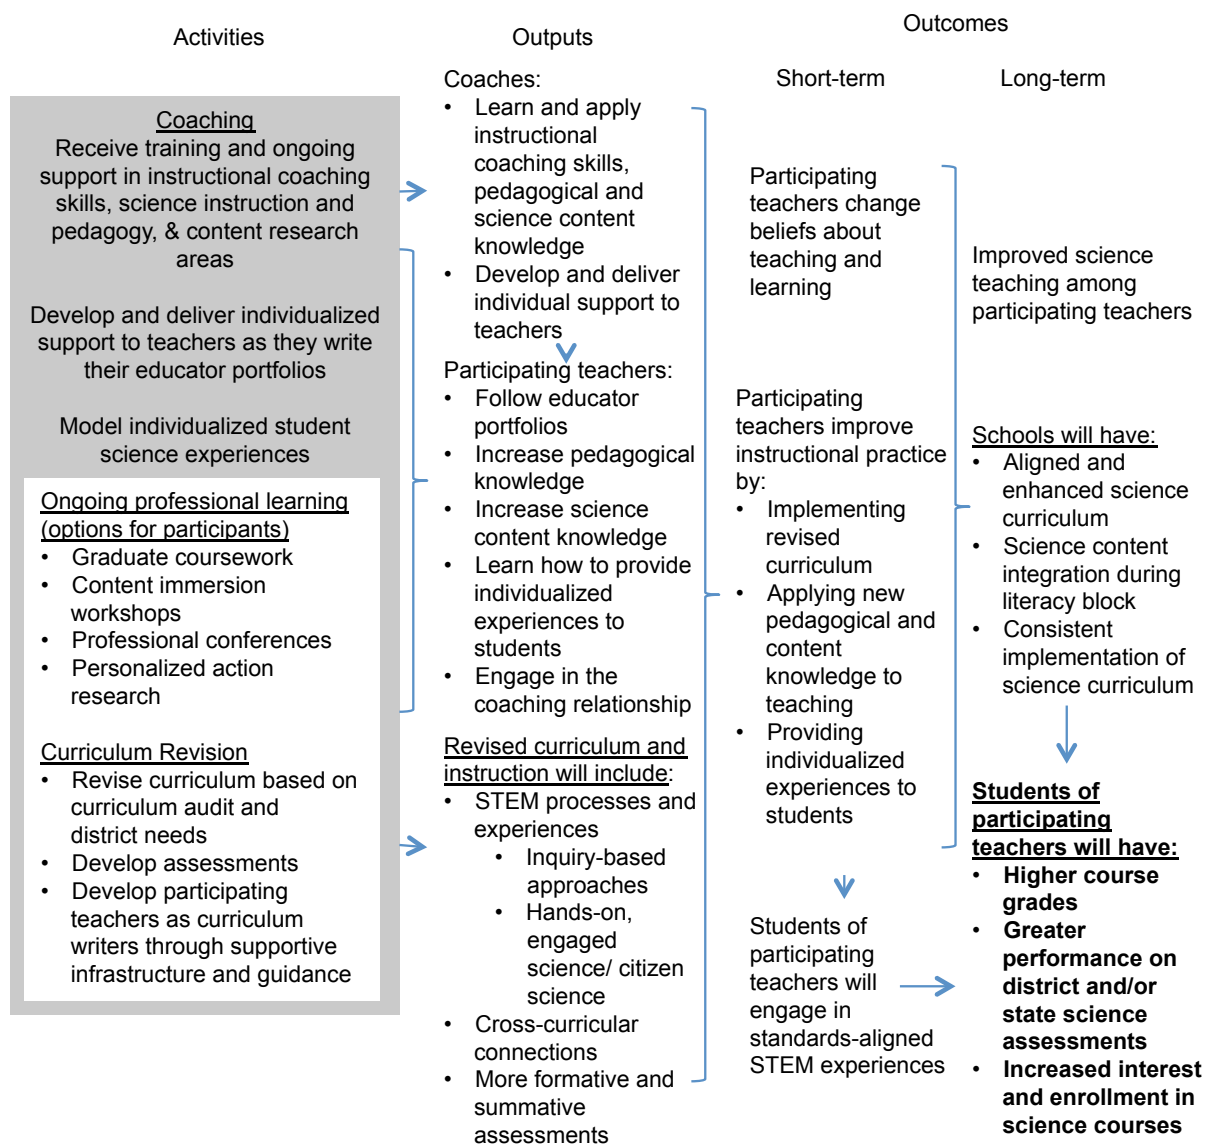 Activities
Outputs
Outcomes
Short-term
Long-term
Coaching
Receive training and ongoing
support in instructional coaching
skills, science instruction and
pedagogy, & content research
areas
Develop and deliver individualized
support to teachers as they write
their educator portfolios
Model individualized student
science experiences
Ongoing professional learning
(options for participants)
• Graduate coursework
• Content immersion
workshops
• Professional conferences
• Personalized action
research
Curriculum Revision
• Revise curriculum based on
curriculum audit and
district needs
• Develop assessments
• Develop participating
teachers as curriculum
writers through supportive
infrastructure and guidance
Coaches:
• Learn and apply
instructional
coaching skills,
pedagogical and
science content
knowledge
• Develop and deliver
individual support to
teachers
Participating teachers:
• Follow educator
portfolios
• Increase pedagogical
knowledge
• Increase science
content knowledge
• Learn how to provide
individualized
experiences to
students
• Engage in the
coaching relationship
Revised curriculum and
instruction will include:
• STEM processes and
experiences
• Inquiry-based
approaches
• Hands-on,
engaged
science/ citizen
science
• Cross-curricular
connections
• More formative and
summative
assessments
Participating
teachers change
beliefs about
teaching and
learning
Participating
teachers improve
instructional practice
by:
• Implementing
revised
curriculum
• Applying new
pedagogical and
content
knowledge to
teaching
• Providing
individualized
experiences to
students
Students of
participating
teachers will
engage in
standards-aligned
STEM experiences
Improved science
teaching among
participating teachers
Schools will have:
• Aligned and
enhanced science
curriculum
• Science content
integration during
literacy block
• Consistent
implementation of
science curriculum
Students of
participating
teachers will have:
• Higher course
grades
• Greater
performance on
district and/or
state science
assessments
• Increased interest
and enrollment in
science courses